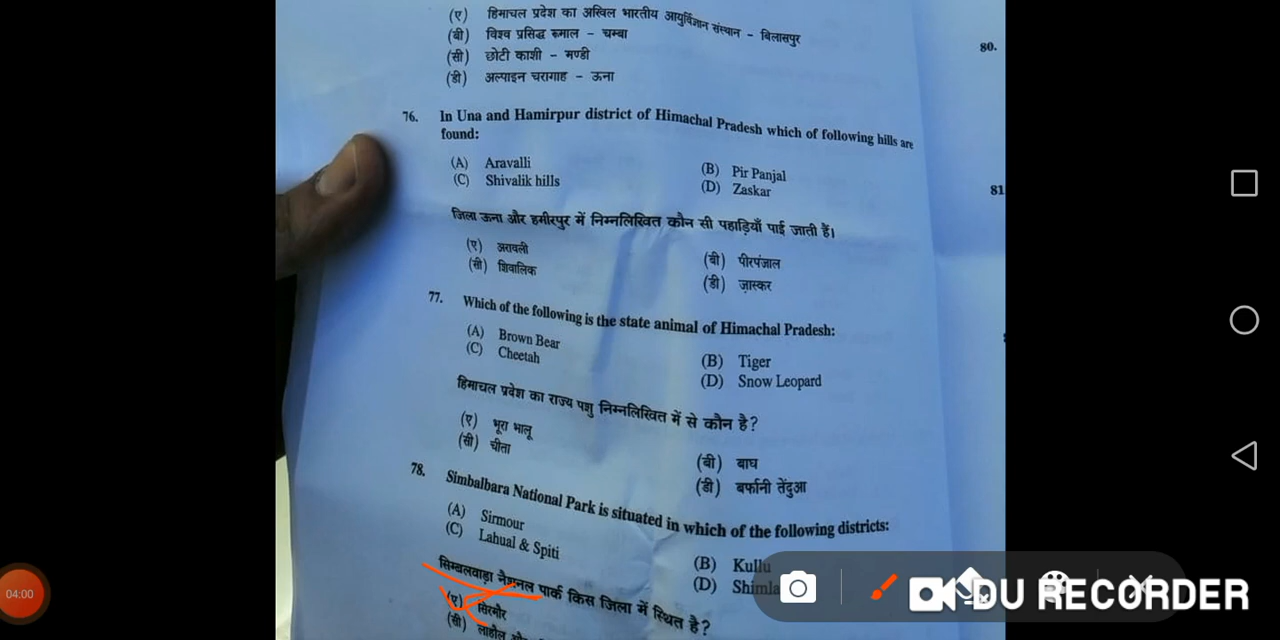 (ए) हिमाचल प्रदेश का अखिल भारतीय आयुर्विज्ञान संस्थान - बिलासपुर
(बी) विश्व प्रसिद्ध रुमाल - चम्बा
(सी) छोटी काशी - मण्डी
(डी) अल्पाइन चरागाह - ऊना
80.
76. In Una and Hamirpur district of Himachal Pradesh which of following hills are
found:
(A) Aravalli (B) Pir Panjal
(C) Shivalik hills (D) Zaskar
81
जिला ऊना और हमीरपुर में निम्नलिखित कौन सी पहाड़ियाँ पाई जाती हैं।
(ए) अरावली (बी) पीरपंजाल
(सी) शिवालिक (डी) ज़ास्कर
77. Which of the following is the state animal of Himachal Pradesh:
(A) Brown Bear (B) Tiger
(C) Cheetah (D) Snow Leopard
हिमाचल प्रदेश का राज्य पशु निम्नलिखित में से कौन है?
(ए) भूरा भालू (बी) बाघ
(सी) चीता (डी) बर्फानी तेंदुआ
78. Simbalbara National Park is situated in which of the following districts:
(A) Sirmour (B) Kullu
(C) Lahual & Spiti (D) Shimla
सिम्बलवाड़ा नैशनल पार्क किस जिला में स्थित है?
(ए) सिरमौर
(सी) लाहौल
04:00
DU RECORDER